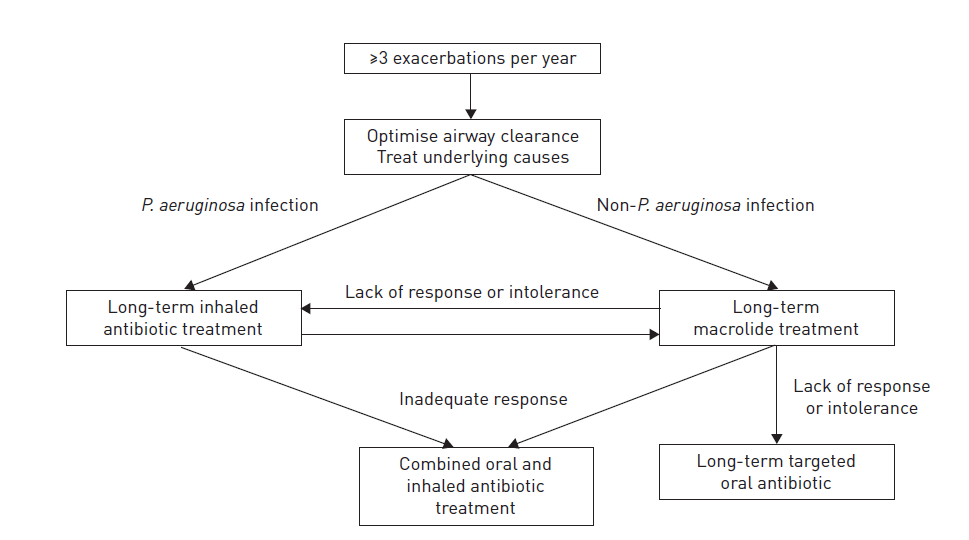 ⩾3 exacerbations per year
Optimise airway clearance
Treat underlying causes
P. aeruginosa infection
Non-P. aeruginosa infection
Lack of response or intolerance
Long-term inhaled
antibiotic treatment
Long-term
macrolide treatment
Inadequate response
Lack of response
or intolerance
Combined oral and
inhaled antibiotic
treatment
Long-term targeted
oral antibiotic